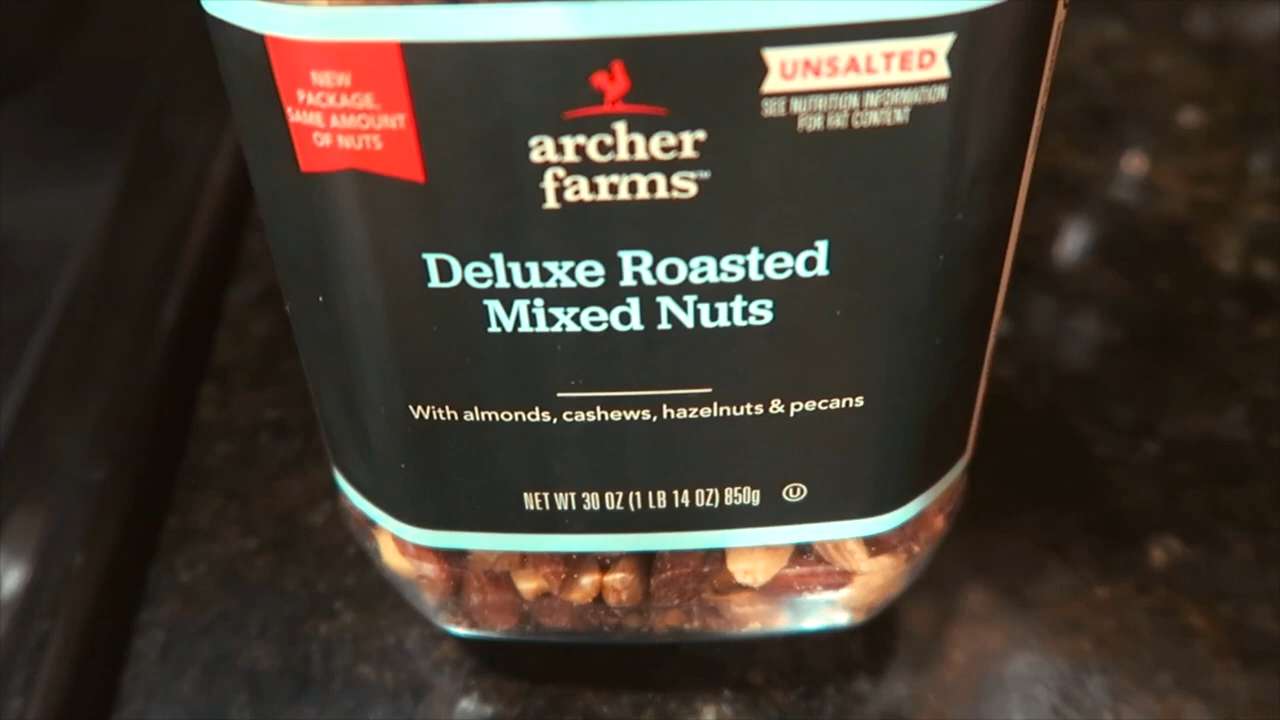 NEW
PACKAGE,
SAME AMOUNT
OF NUTS
archer
farms™
UNSALTED
SEE NUTRITION INFORMATION
FOR FAT CONTENT
Deluxe Roasted
Mixed Nuts
With almonds, cashews, hazelnuts & pecans
NET WT 30 OZ (1 LB 14 OZ) 850g U